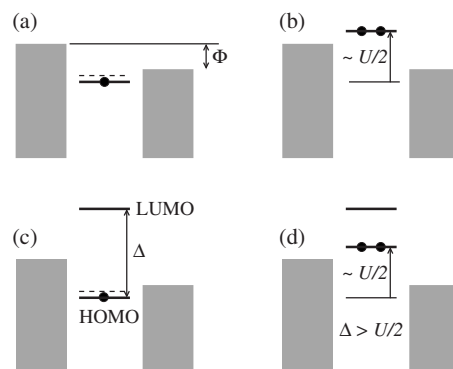 (a)
Φ
(b)
~ U/2
(c)
LUMO
Δ
HOMO
(d)
~ U/2
Δ > U/2